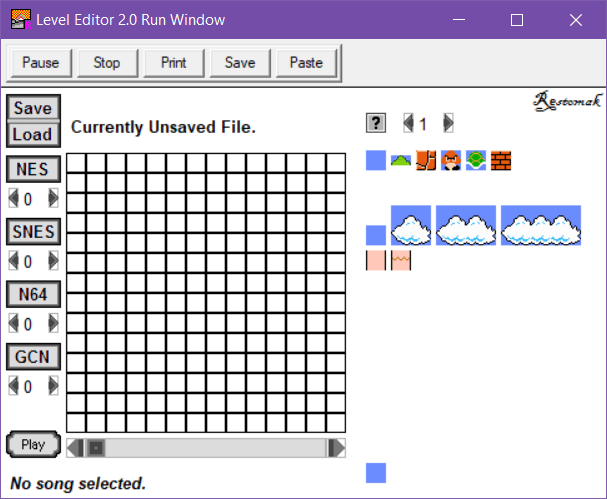 Level Editor 2.0 Run Window
Pause Stop Print Save Paste
Restomak
Save
Load
Currently Unsaved File.
? 1
NES
0
SNES
0
N64
0
GCN
0
Play
No song selected.